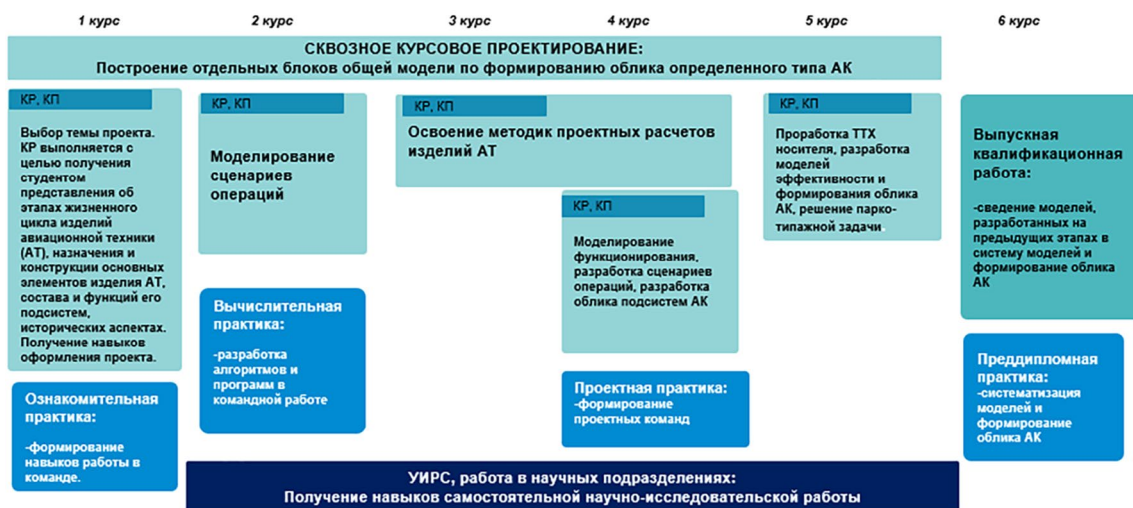 1 курс
2 курс
3 курс
4 курс
5 курс
6 курс
СКВОЗНОЕ КУРСОВОЕ ПРОЕКТИРОВАНИЕ:
Построение отдельных блоков общей модели по формированию облика определенного типа АК
КР, КП
Выбор темы проекта.
КР выполняется с
целью получения
студентом
представления об
этапах жизненного
цикла изделий
авиационной техники
(АТ), назначения и
конструкции основных
элементов изделия АТ,
состава и функций его
подсистем,
исторических аспектах.
Получение навыков
оформления проекта.
Ознакомительная
практика:
-формирование
навыков работы в
команде.
КР, КП
Моделирование
сценариев
операций
Вычислительная
практика:
-разработка
алгоритмов и
программ в
командной работе
КР, КП
Освоение методик проектных расчетов
изделий АТ
КР, КП
Моделирование
функционирования,
разработка сценариев
операций, разработка
облика подсистем АК
Проектная практика:
-формирование
проектных команд
КР, КП
Проработка ТТХ
носителя, разработка
моделей
эффективности и
формирования облика
АК, решение парко-
типажной задачи.
Выпускная
квалификационная
работа:
-сведение моделей,
разработанных на
предыдущих этапах в
систему моделей и
формирование облика
АК
Преддипломная
практика:
-систематизация
моделей и
формирование
облика АК
УИРС, работа в научных подразделениях:
Получение навыков самостоятельной научно-исследовательской работы